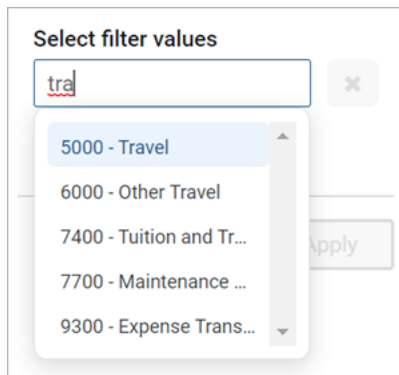 Select filter values
tra
5000 - Travel
6000 - Other Travel
7400 - Tuition and Tr...
7700 - Maintenance ...
9300 - Expense Trans...
Apply